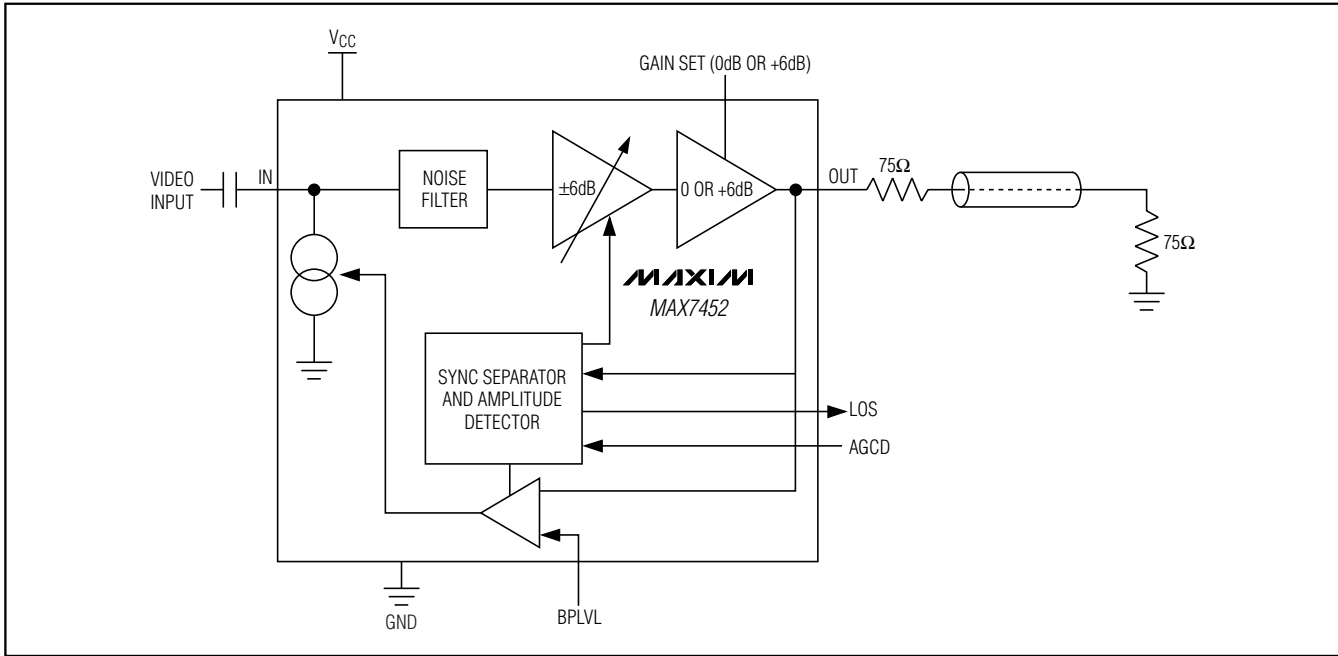 VCC
GAIN SET (0dB OR +6dB)
VIDEO
INPUT
IN
NOISE
FILTER
±6dB
0 OR +6dB
OUT
75Ω
75Ω
MAXIM
MAX7452
SYNC SEPARATOR
AND AMPLITUDE
DETECTOR
LOS
AGCD
GND
BPLVL